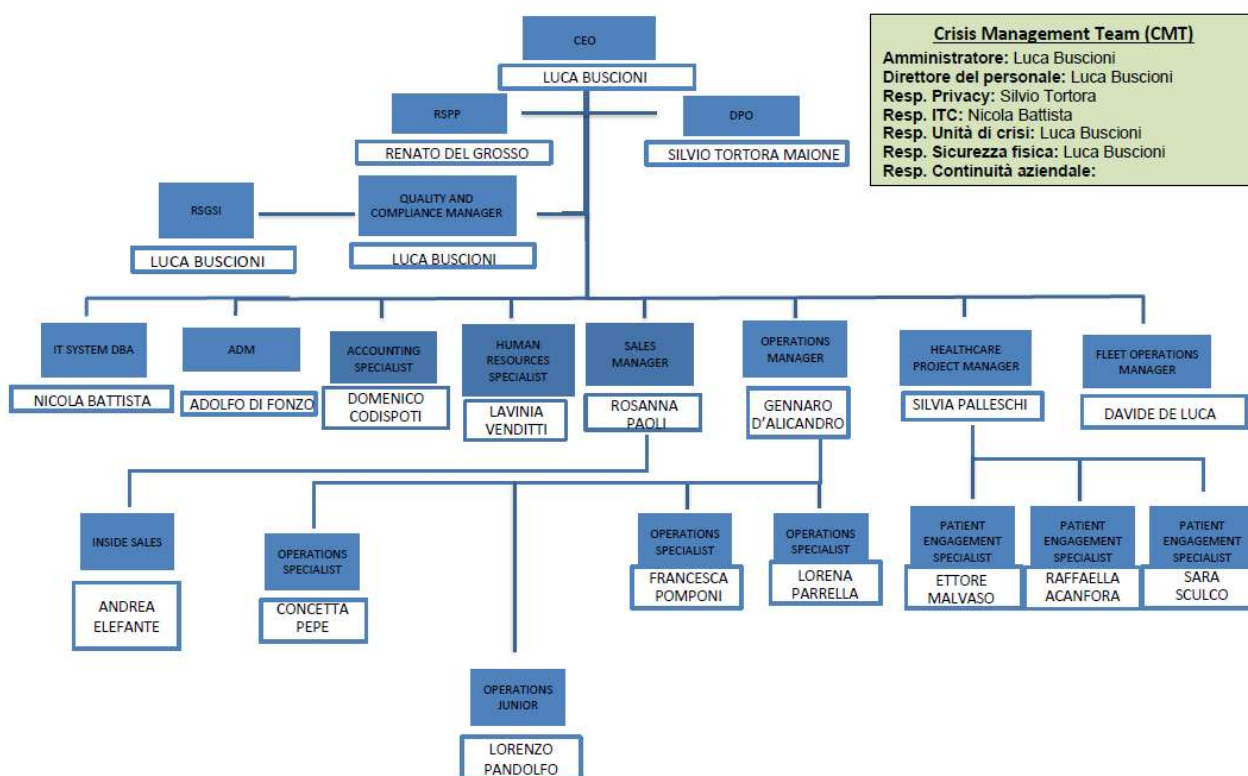 CEO
LUCA BUSCIONI
Crisis Management Team (CMT)
Amministratore: Luca Buscioni
Direttore del personale: Luca Buscioni
Resp. Privacy: Silvio Tortora
Resp. ITC: Nicola Battista
Resp. Unità di crisi: Luca Buscioni
Resp. Sicurezza fisica: Luca Buscioni
Resp. Continuità aziendale:
RSPP
RENATO DEL GROSSO
DPO
SILVIO TORTORA MAIONE
RSGSI
LUCA BUSCIONI
QUALITY AND
COMPLIANCE MANAGER
LUCA BUSCIONI
IT SYSTEM DBA
NICOLA BATTISTA
ADM
ADOLFO DI FONZO
ACCOUNTING
SPECIALIST
DOMENICO
CODISPOTI
HUMAN
RESOURCES
SPECIALIST
LAVINIA
VENDITTI
SALES
MANAGER
ROSANNA
PAOLI
OPERATIONS
MANAGER
GENNARO
D'ALICANDRO
HEALTHCARE
PROJECT MANAGER
SILVIA PALLESCHI
FLEET OPERATIONS
MANAGER
DAVIDE DE LUCA
INSIDE SALES
ANDREA
ELEFANTE
OPERATIONS
SPECIALIST
CONCETTA
PEPE
OPERATIONS
JUNIOR
LORENZO
PANDOLFO
OPERATIONS
SPECIALIST
FRANCESCA
POMPONI
OPERATIONS
SPECIALIST
LORENA
PARRELLA
PATIENT
ENGAGEMENT
SPECIALIST
ETTORE
MALVASO
PATIENT
ENGAGEMENT
SPECIALIST
RAFFAELLA
ACANFORA
PATIENT
ENGAGEMENT
SPECIALIST
SARA
SCULCO